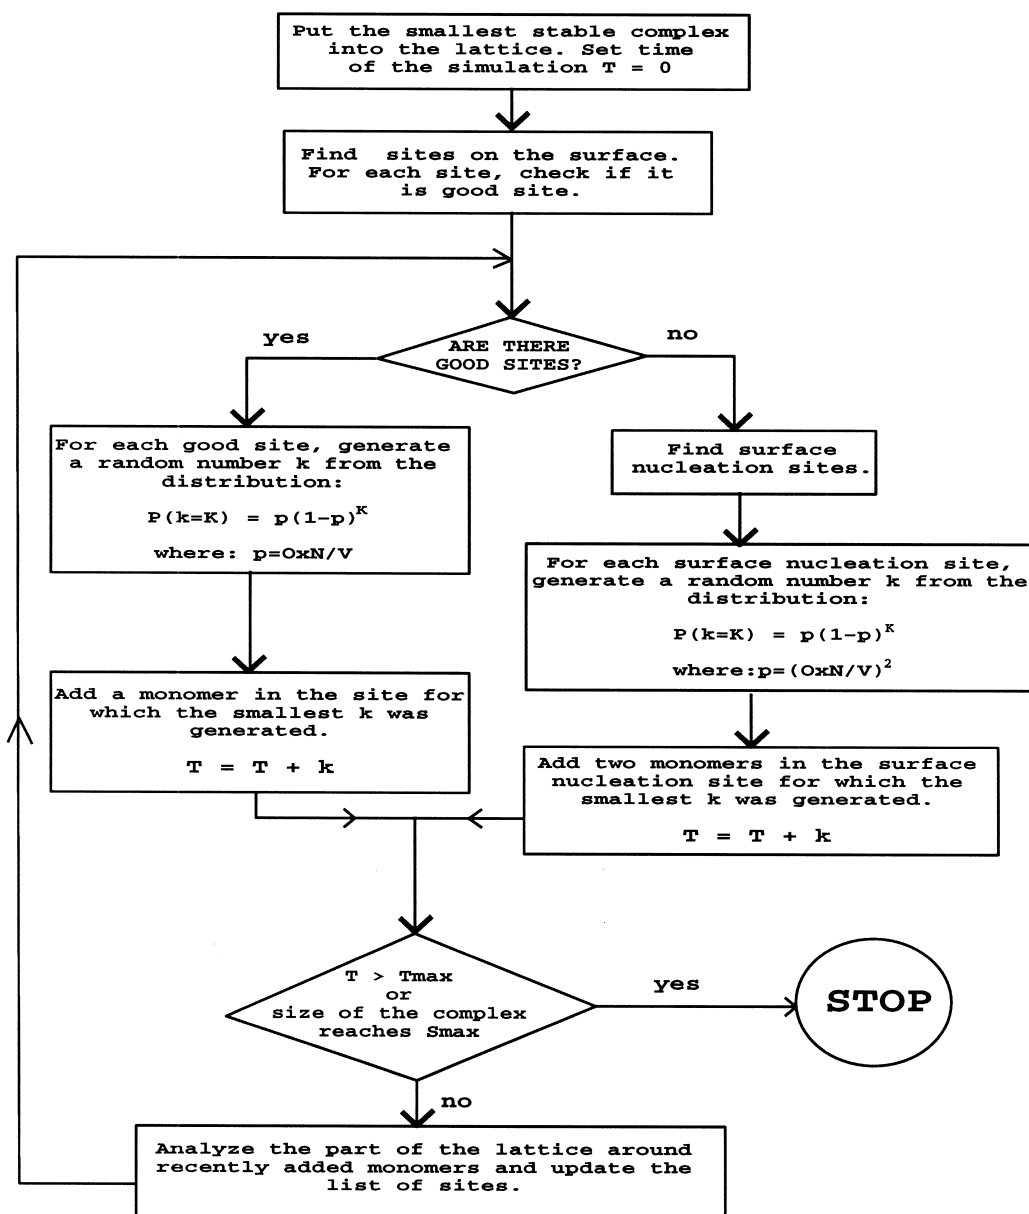 Put the smallest stable complex
into the lattice. Set time
of the simulation T = 0
Find sites on the surface.
For each site, check if it
is good site.
yes
no
ARE THERE
GOOD SITES?
For each good site, generate
a random number k from the
distribution:
P(k=K) = p(1-p)^K
where: p=OxN/V
Find surface
nucleation sites.
For each surface nucleation site,
generate a random number k from the
distribution:
P(k=K) = p(1-p)^K
where:p=(OxN/V)^2
Add a monomer in the site for
which the smallest k was
generated.
T = T + k
Add two monomers in the surface
nucleation site for which the
smallest k was generated.
T = T + k
T > Tmax
or
size of the complex
reaches Smax
yes
STOP
no
Analyze the part of the lattice around
recently added monomers and update the
list of sites.